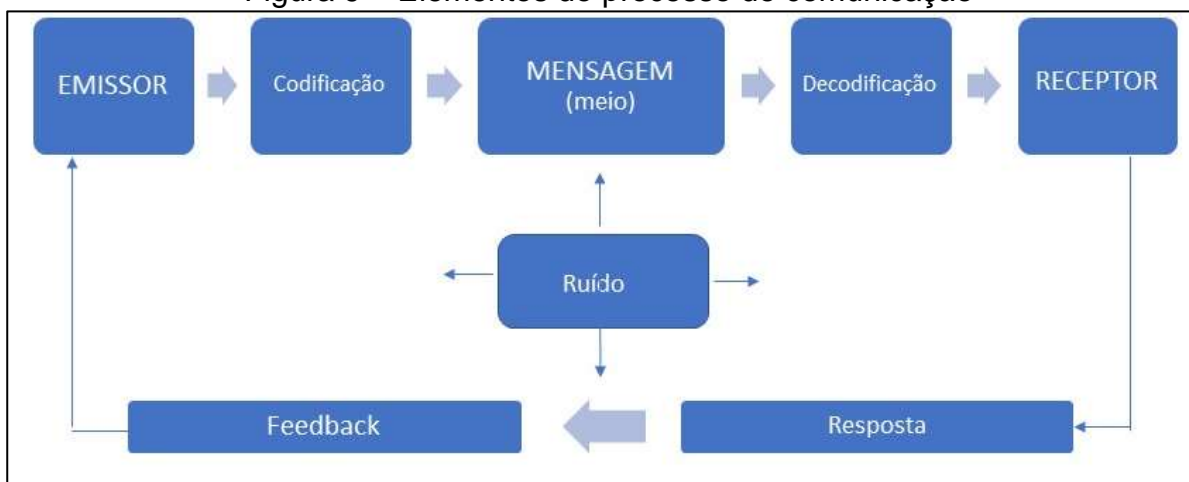 EMISSOR
Codificação
MENSAGEM
(meio)
Decodificação
RECEPTOR
Ruído
Feedback
Resposta